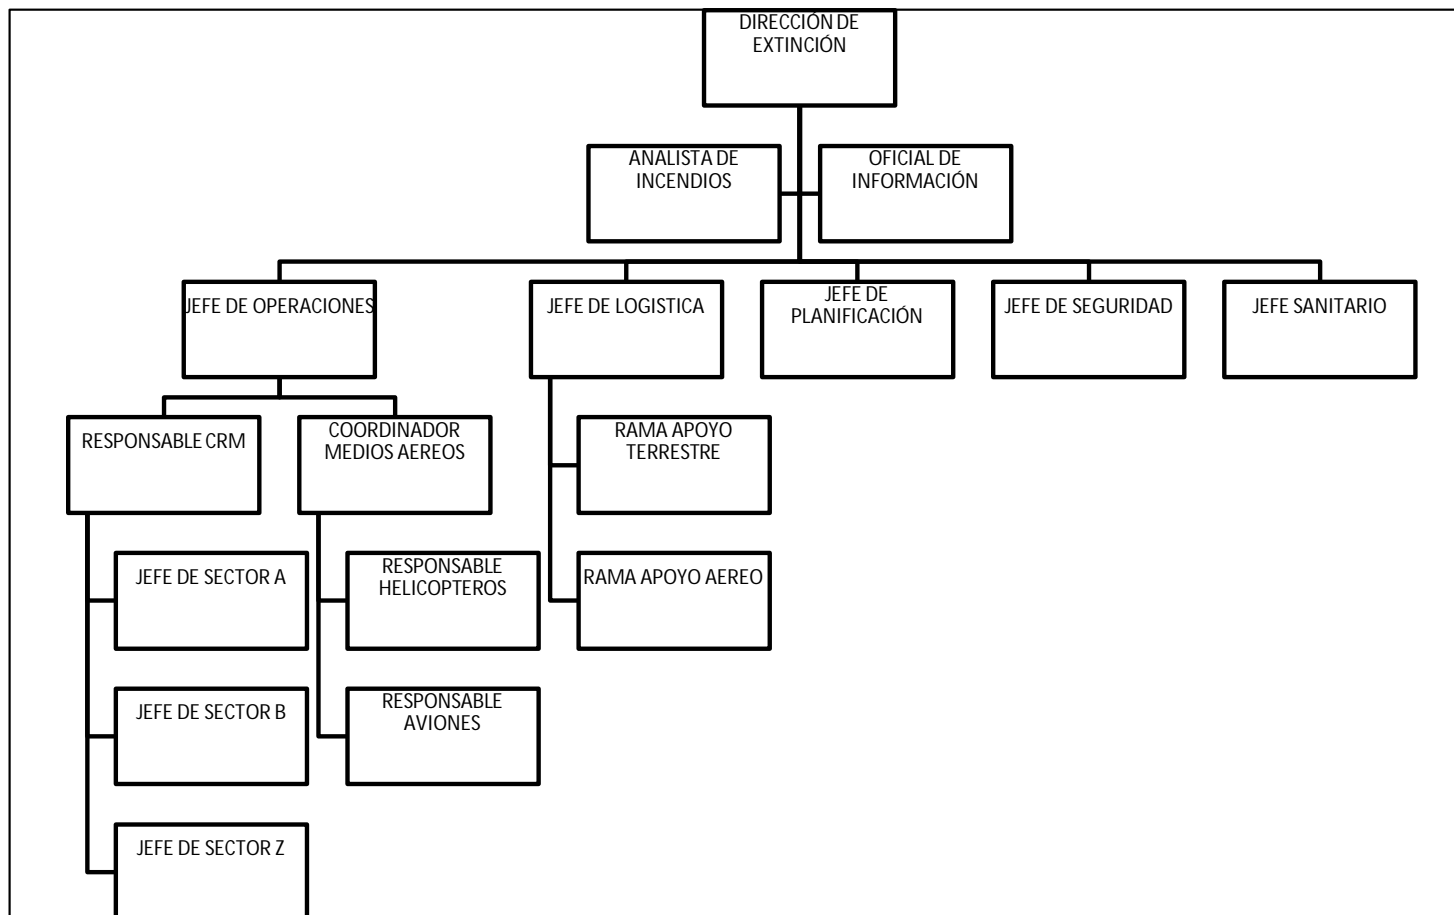 DIRECCIÓN DE
EXTINCIÓN
ANALISTA DE
INCENDIOS
OFICIAL DE
INFORMACIÓN
JEFE DE OPERACIONES
JEFE DE LOGISTICA
JEFE DE
PLANIFICACIÓN
JEFE DE SEGURIDAD
JEFE SANITARIO
RESPONSABLE CRM
COORDINADOR
MEDIOS AEREOS
RAMA APOYO
TERRESTRE
JEFE DE SECTOR A
RESPONSABLE
HELICOPTEROS
RAMA APOYO AEREO
JEFE DE SECTOR B
RESPONSABLE
AVIONES
JEFE DE SECTOR Z